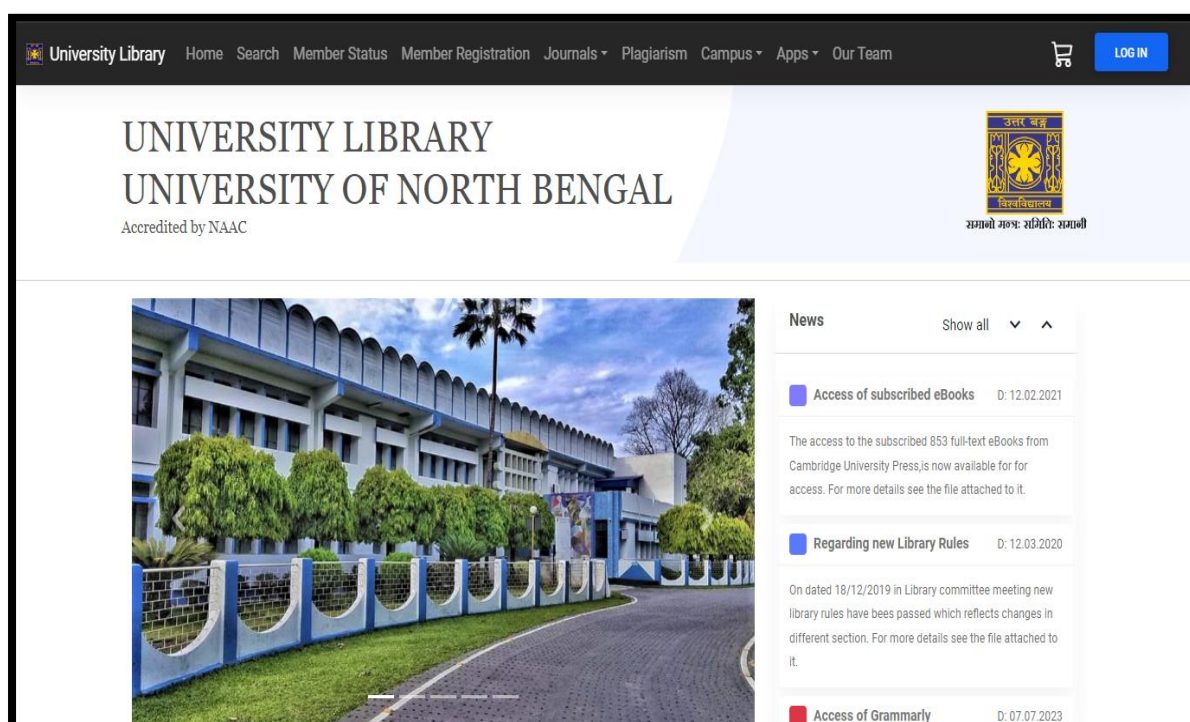 University Library Home Search Member Status Member Registration Journals Plagiarism Campus Apps Our Team LOG IN
UNIVERSITY LIBRARY
UNIVERSITY OF NORTH BENGAL
Accredited by NAAC
उत्तर बङ्ग
विश्वविद्यालय
समानो मन्त्रः समितिः समानी
News Show all
Access of subscribed eBooks D: 12.02.2021
The access to the subscribed 853 full-text eBooks from
Cambridge University Press,is now available for for
access. For more details see the file attached to it.
Regarding new Library Rules D: 12.03.2020
On dated 18/12/2019 in Library committee meeting new
library rules have bees passed which reflects changes in
different section. For more details see the file attached to
it.
Access of Grammarly D: 07.07.2023